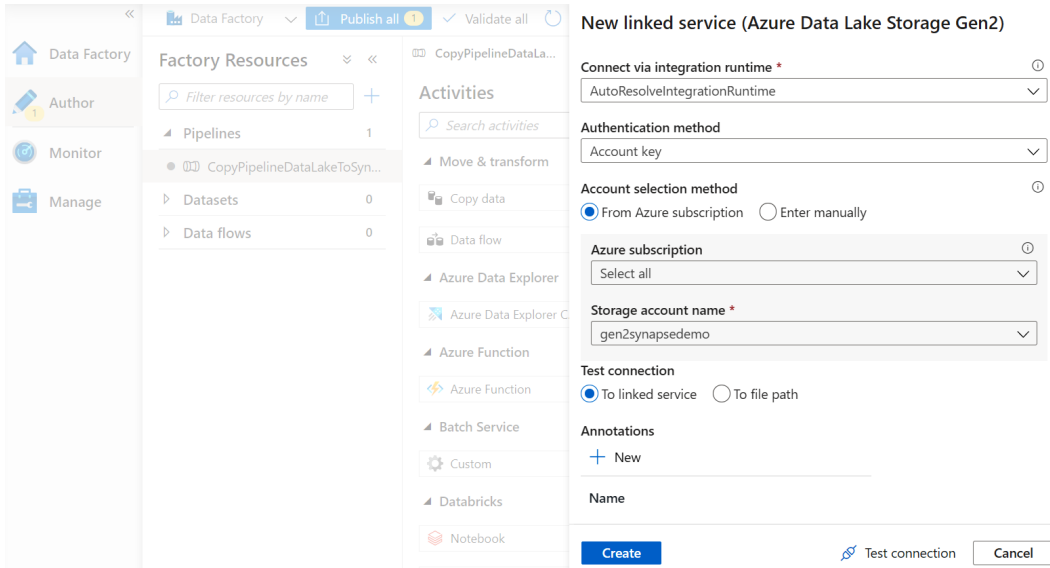 «
Data Factory
Author
1
Monitor
Manage
Data Factory
Publish all 1
Validate all
Factory Resources
«
Filter resources by name
Pipelines 1
CopyPipelineDataLakeToSyn...
Datasets 0
Data flows 0
CopyPipelineDataLa...
Activities
Search activities
Move & transform
Copy data
Data flow
Azure Data Explorer
Azure Data Explorer C
Azure Function
Azure Function
Batch Service
Custom
Databricks
Notebook
New linked service (Azure Data Lake Storage Gen2)
Connect via integration runtime *
AutoResolveIntegrationRuntime
Authentication method
Account key
Account selection method
From Azure subscription Enter manually
Azure subscription
Select all
Storage account name *
gen2synapsedemo
Test connection
To linked service To file path
Annotations
New
Name
Create Test connection Cancel